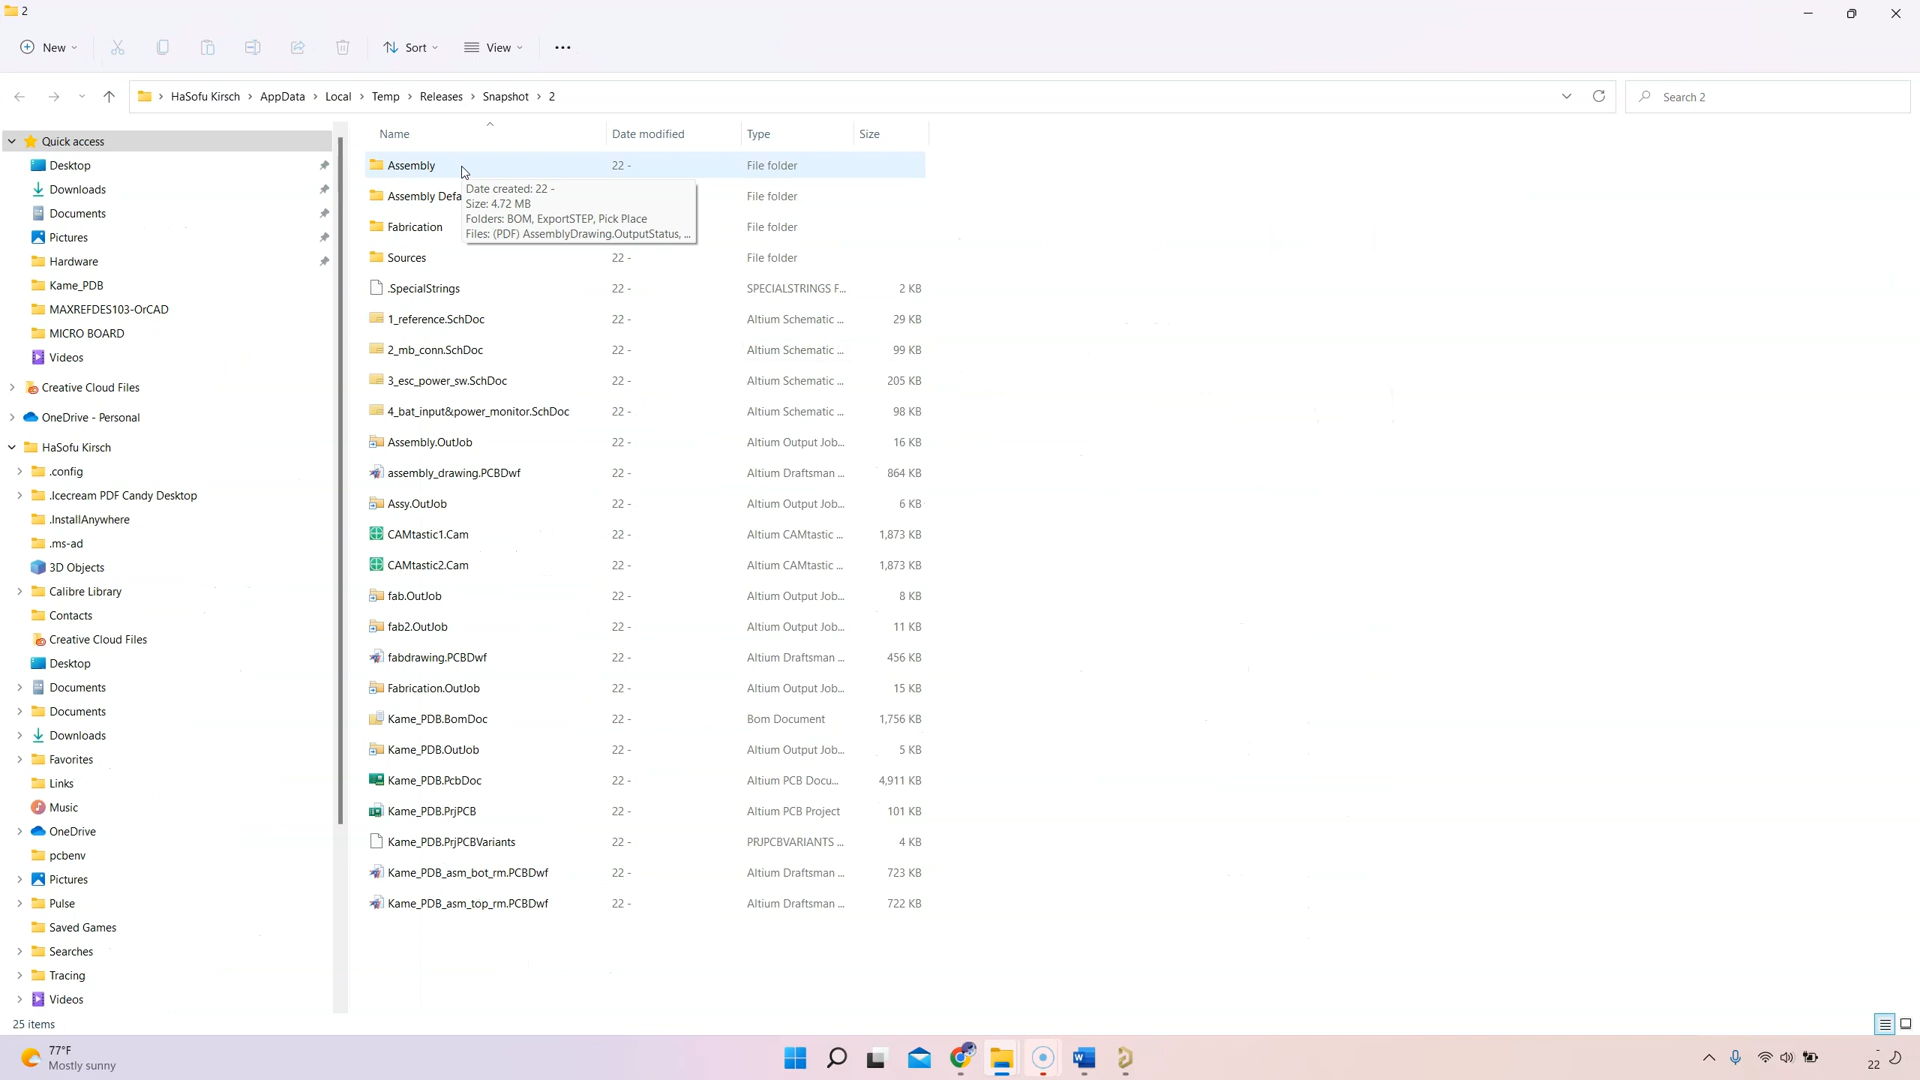 2
New
Sort
View
HaSofu Kirsch > AppData > Local > Temp > Releases > Snapshot > 2
Search 2
Quick access
Desktop
Downloads
Documents
Pictures
Hardware
Kame_PDB
MAXREFDES103-OrCAD
MICRO BOARD
Videos
Creative Cloud Files
OneDrive - Personal
HaSofu Kirsch
.config
.Icecream PDF Candy Desktop
.InstallAnywhere
.ms-ad
3D Objects
Calibre Library
Contacts
Creative Cloud Files
Desktop
Documents
Documents
Downloads
Favorites
Links
Music
OneDrive
pcbenv
Pictures
Pulse
Saved Games
Searches
Tracing
Videos
Name Date modified Type Size
Assembly 22 - File folder
Assembly Defa File folder
Fabrication File folder
Date created: 22 -
Size: 4.72 MB
Folders: BOM, ExportSTEP, Pick Place
Files: (PDF) AssemblyDrawing.OutputStatus, ...
Sources 22 - File folder
.SpecialStrings 22 - SPECIALSTRINGS F... 2 KB
1_reference.SchDoc 22 - Altium Schematic ... 29 KB
2_mb_conn.SchDoc 22 - Altium Schematic ... 99 KB
3_esc_power_sw.SchDoc 22 - Altium Schematic ... 205 KB
4_bat_input&power_monitor.SchDoc 22 - Altium Schematic ... 98 KB
Assembly.OutJob 22 - Altium Output Job... 16 KB
assembly_drawing.PCBDwf 22 - Altium Draftsman ... 864 KB
Assy.OutJob 22 - Altium Output Job... 6 KB
CAMtastic1.Cam 22 - Altium CAMtastic ... 1,873 KB
CAMtastic2.Cam 22 - Altium CAMtastic ... 1,873 KB
fab.OutJob 22 - Altium Output Job... 8 KB
fab2.OutJob 22 - Altium Output Job... 11 KB
fabdrawing.PCBDwf 22 - Altium Draftsman ... 456 KB
Fabrication.OutJob 22 - Altium Output Job... 15 KB
Kame_PDB.BomDoc 22 - Bom Document 1,756 KB
Kame_PDB.OutJob 22 - Altium Output Job... 5 KB
Kame_PDB.PcbDoc 22 - Altium PCB Docu... 4,911 KB
Kame_PDB.PrjPCB 22 - Altium PCB Project 101 KB
Kame_PDB.PrjPCBVariants 22 - PRJPCBVARIANTS ... 4 KB
Kame_PDB_asm_bot_rm.PCBDwf 22 - Altium Draftsman ... 723 KB
Kame_PDB_asm_top_rm.PCBDwf 22 - Altium Draftsman ... 722 KB
25 items
77°F
Mostly sunny
22 -